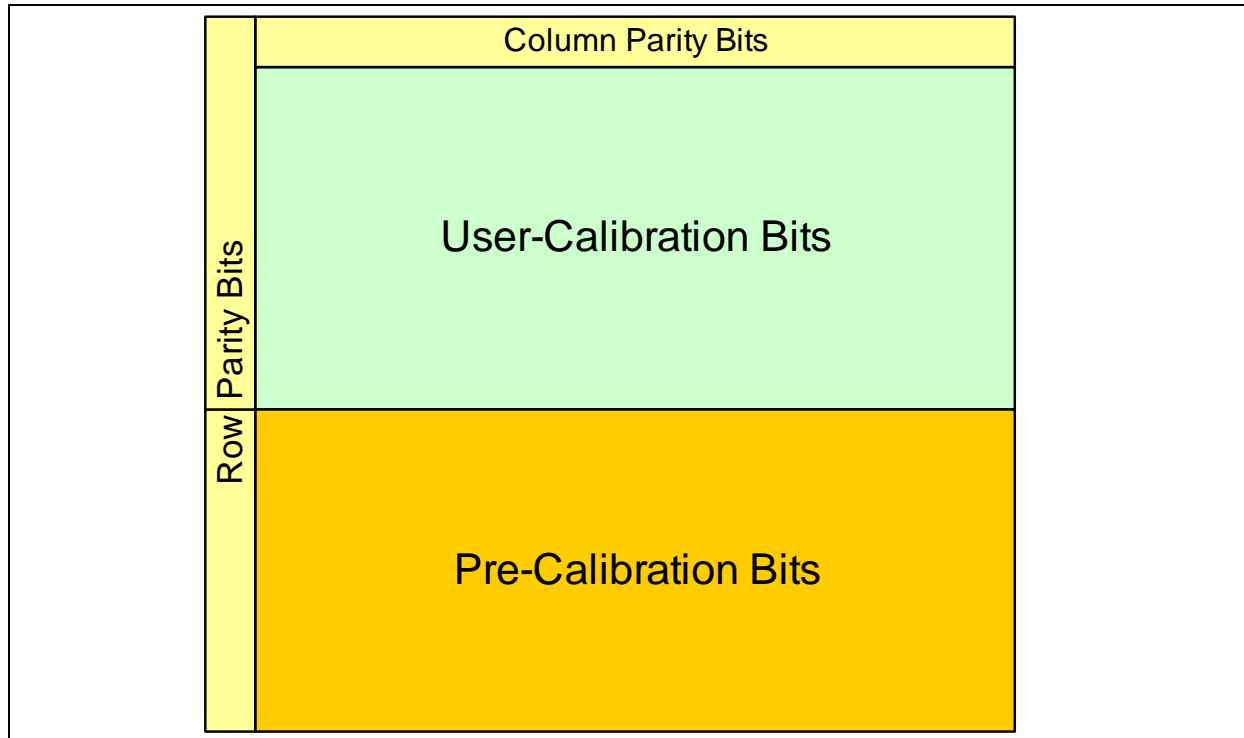 Column Parity Bits
User-Calibration Bits
Row Parity Bits
Pre-Calibration Bits